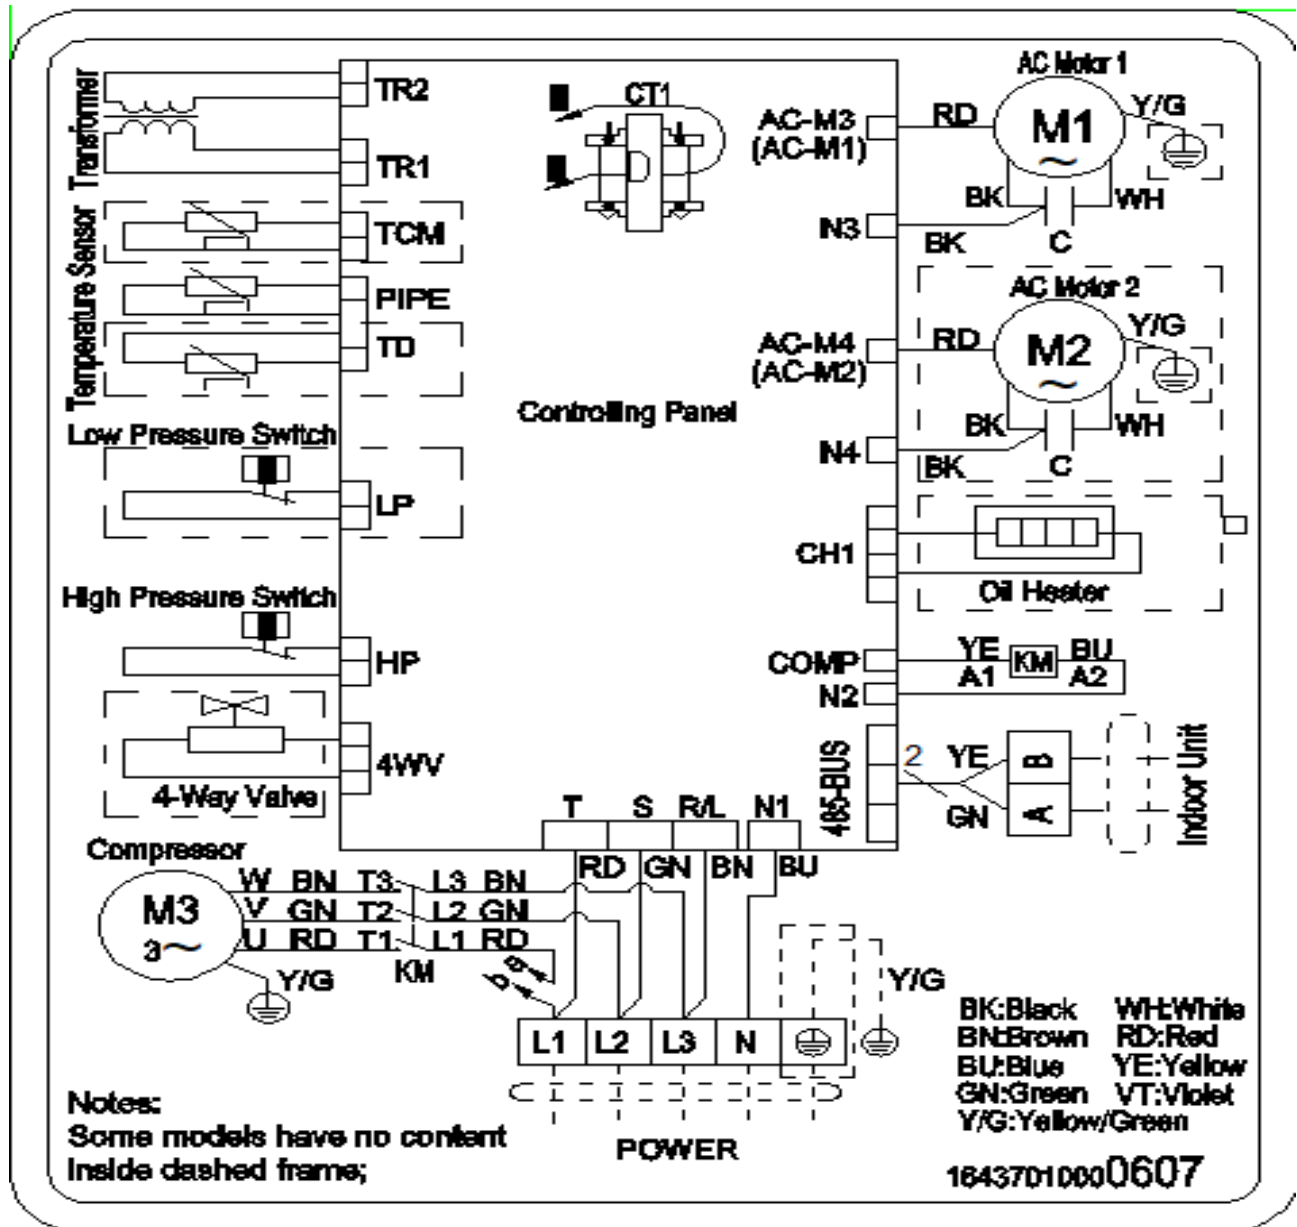 Transformer
TR2
TR1
Temperature Sensor
TCM
PIPE
TD
Low Pressure Switch
LP
High Pressure Switch
HP
4WV
4-Way Valve
CT1
Controlling Panel
AC Motor 1
AC-M3
(AC-M1)
RD
M1
~
Y/G
BK
WH
N3
BK
C
AC Motor 2
AC-M4
(AC-M2)
RD
M2
~
Y/G
BK
WH
N4
BK
C
CH1
Oil Heater
COMP
YE
KM
BU
A1
A2
N2
485-BUS
2
YE
B
GN
A
Indoor Unit
T
S
R/L
N1
RD
GN
BN
BU
Compressor
M3
3~
W BN T3 L3 BN
V GN T2 L2 GN
U RD T1 L1 RD
KM
Y/G
b
a
Y/G
L1
L2
L3
N
POWER
Notes:
Some models have no content
inside dashed frame;
BK:Black WH:White
BN:Brown RD:Red
BU:Blue YE:Yellow
GN:Green VT:Violet
Y/G:Yellow/Green
16437010000607